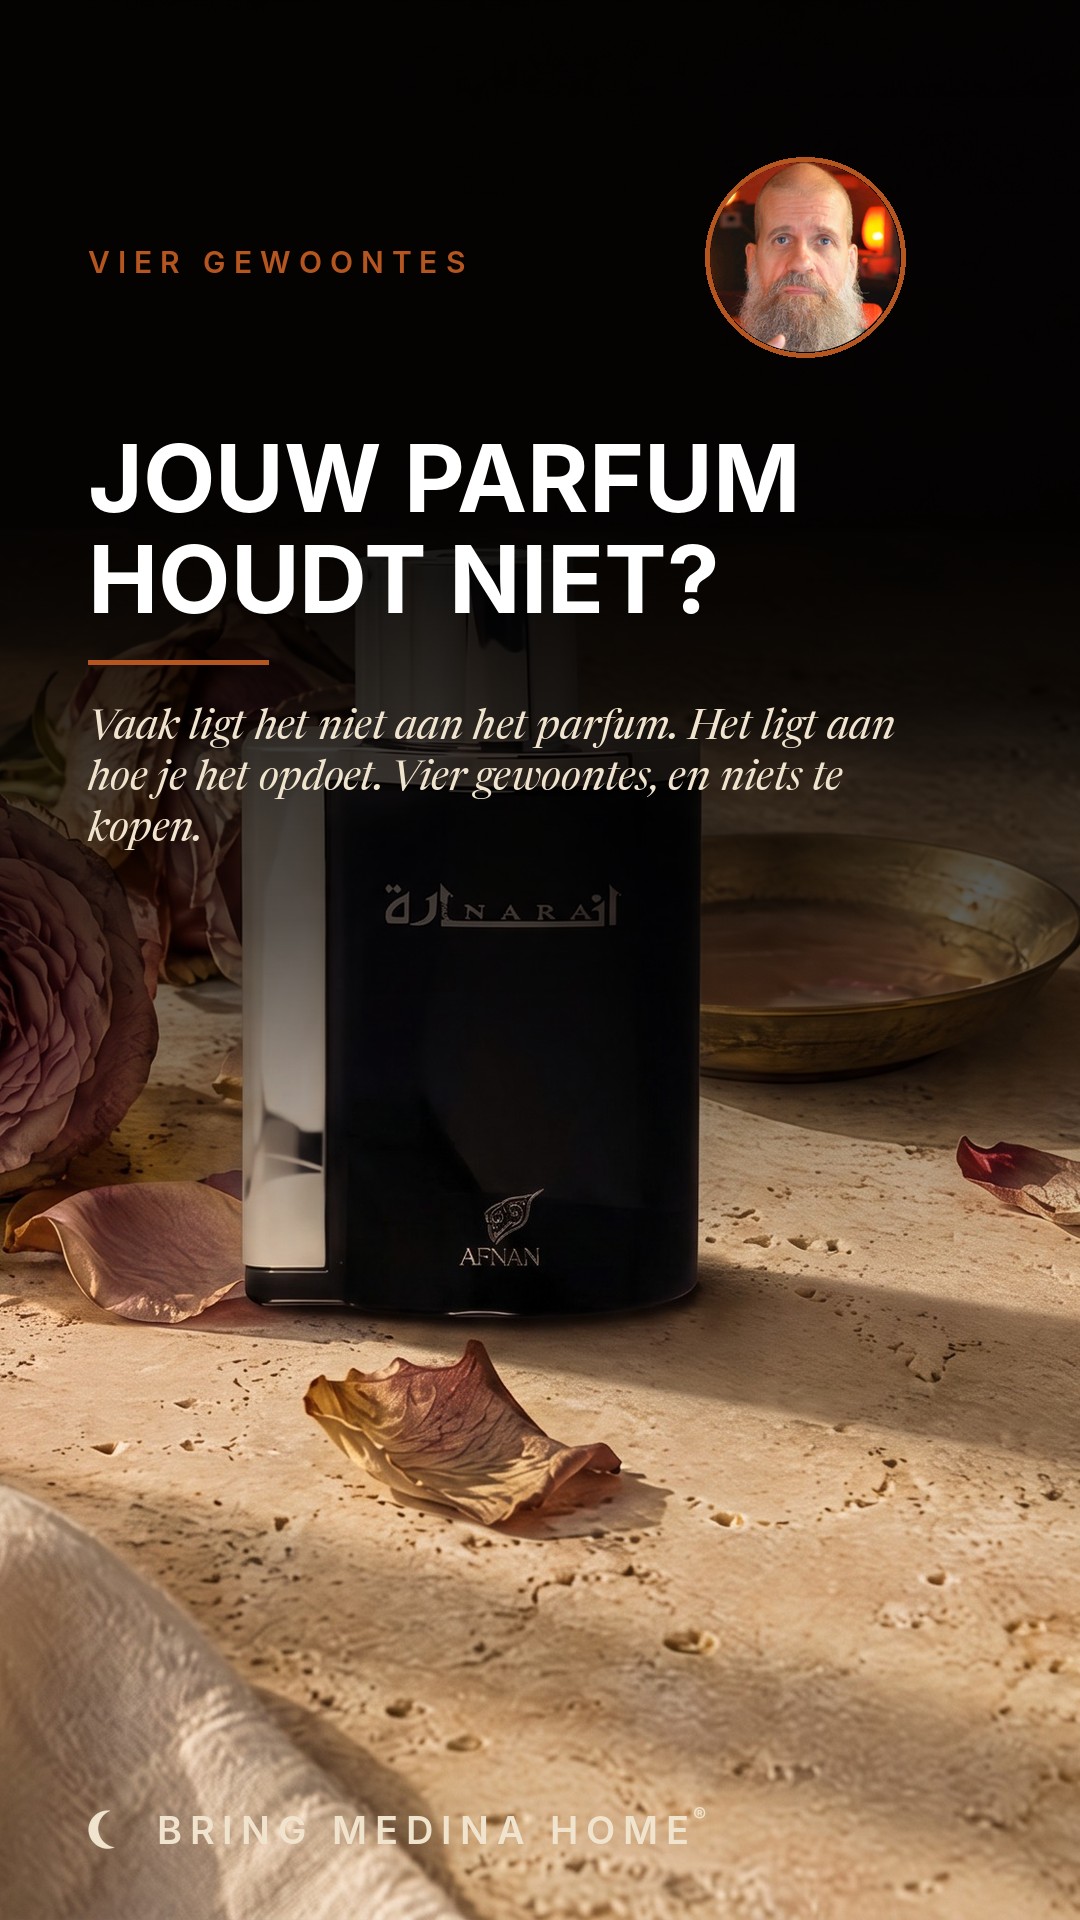 VIER GEWOONTES
JOUW PARFUM
HOUDT NIET?
Vaak ligt het niet aan het parfum. Het ligt aan
hoe je het opdoet. Vier gewoontes, en niets te
kopen.
انارة
NARA
AFNAN
BRING MEDINA HOME®